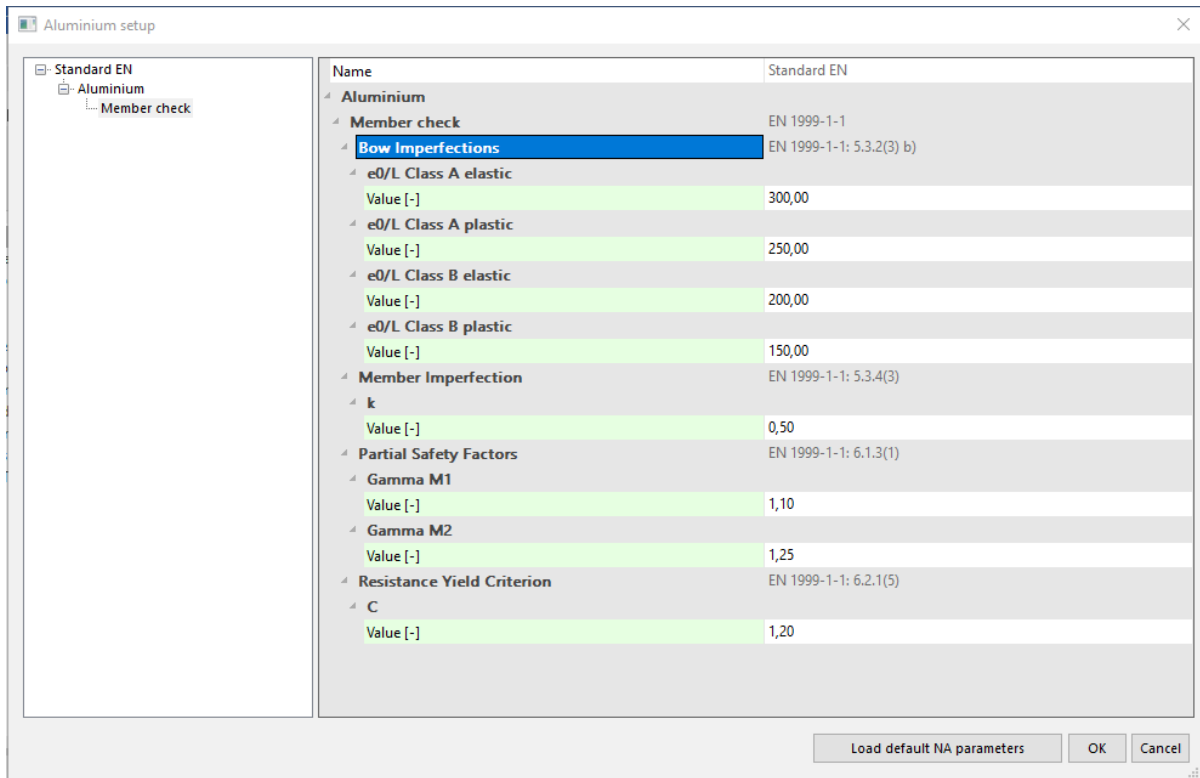 Aluminium setup
Standard EN
Aluminium
Member check
Name Standard EN
Aluminium
Member check EN 1999-1-1
Bow Imperfections EN 1999-1-1: 5.3.2(3) b)
e0/L Class A elastic
Value [-] 300,00
e0/L Class A plastic
Value [-] 250,00
e0/L Class B elastic
Value [-] 200,00
e0/L Class B plastic
Value [-] 150,00
Member Imperfection EN 1999-1-1: 5.3.4(3)
k
Value [-] 0,50
Partial Safety Factors EN 1999-1-1: 6.1.3(1)
Gamma M1
Value [-] 1,10
Gamma M2
Value [-] 1,25
Resistance Yield Criterion EN 1999-1-1: 6.2.1(5)
C
Value [-] 1,20
Load default NA parameters OK Cancel